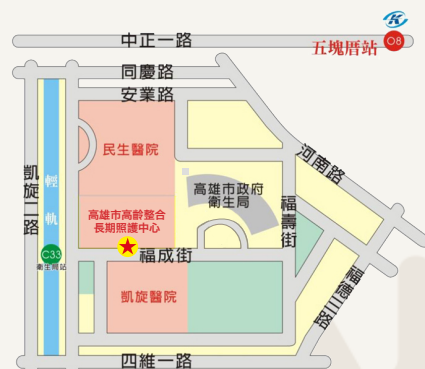 中正一路
五塊厝站
O8
同慶路
安業路
民生醫院
河南路
凱旋二路
輕軌
高雄市政府
衛生局
福壽街
高雄市高齡整合
長期照護中心
C33
衛生局站
福成街
凱旋醫院
福德三路
四維一路